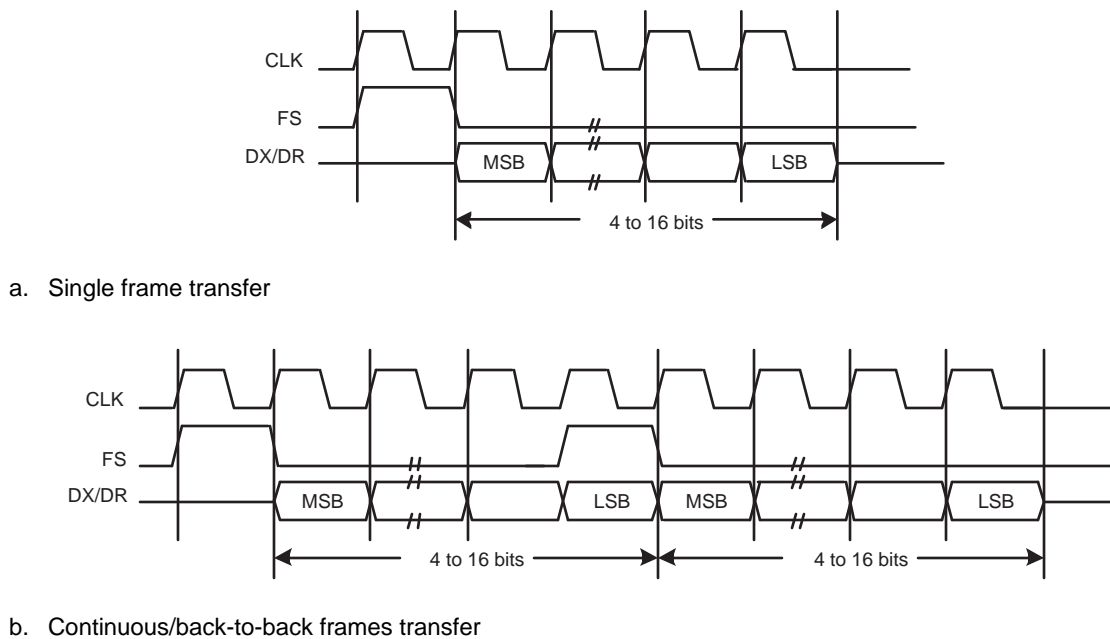 CLK
FS
DX/DR
MSB
LSB
4 to 16 bits
a. Single frame transfer
CLK
FS
DX/DR
MSB
LSB
MSB
LSB
4 to 16 bits
4 to 16 bits
b. Continuous/back-to-back frames transfer